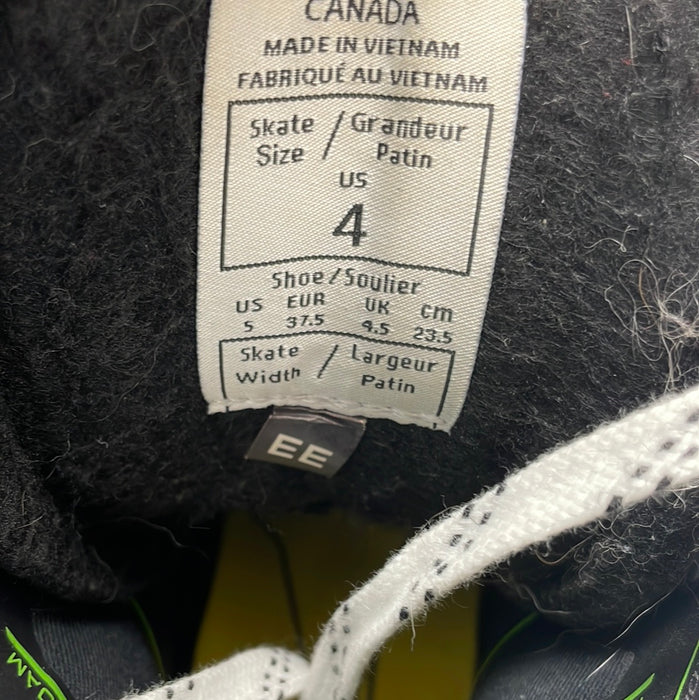 CANADA
MADE IN VIETNAM
FABRIQUÉ AU VIETNAM
Skate / Grandeur
Size Patin
US
4
Shoe / Soulier
US EUR UK cm
5 37.5 4.5 23.5
Skate / Largeur
Width Patin
EE